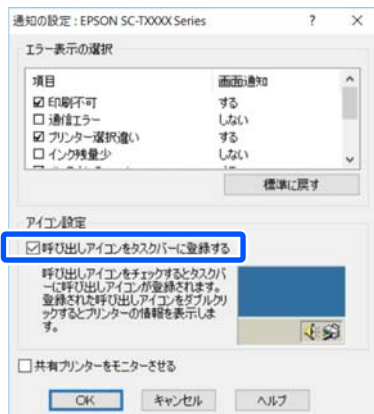 通知の設定 : EPSON SC-TXXXX Series
エラー表示の選択
項目 画面通知
印刷不可 する
通信エラー しない
プリンター選択違い する
インク残量少 しない
標準に戻す
アイコン設定
呼び出しアイコンをタスクバーに登録する
呼び出しアイコンをチェックするとタスクバ
ーに呼び出しアイコンが登録されます。
登録された呼び出しアイコンをダブルクリ
ックするとプリンターの情報を表示しま
す。
共有プリンターをモニターさせる
OK キャンセル ヘルプ